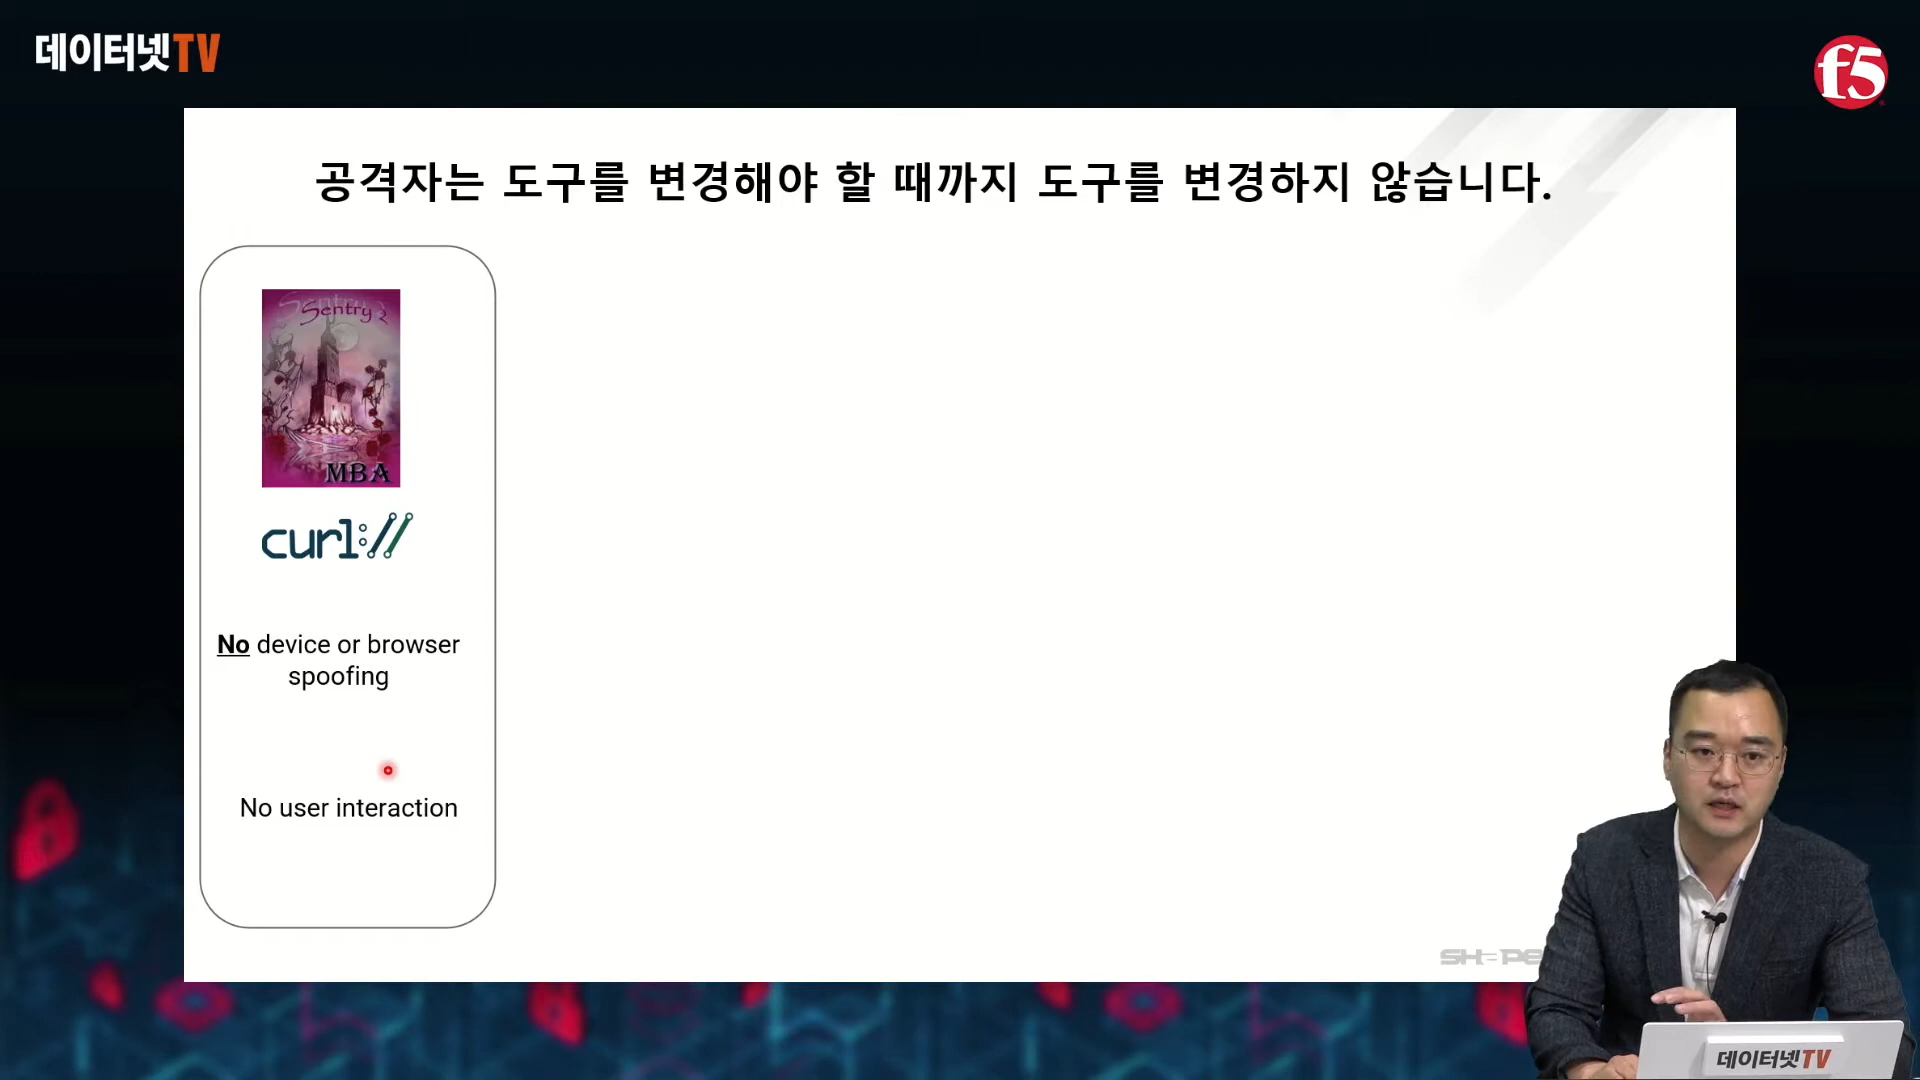 데이터넷TV
f5
공격자는 도구를 변경해야 할 때까지 도구를 변경하지 않습니다.
Sentry 2
MBA
curl://
No device or browser
spoofing
No user interaction
SHAPE
데이터넷TV